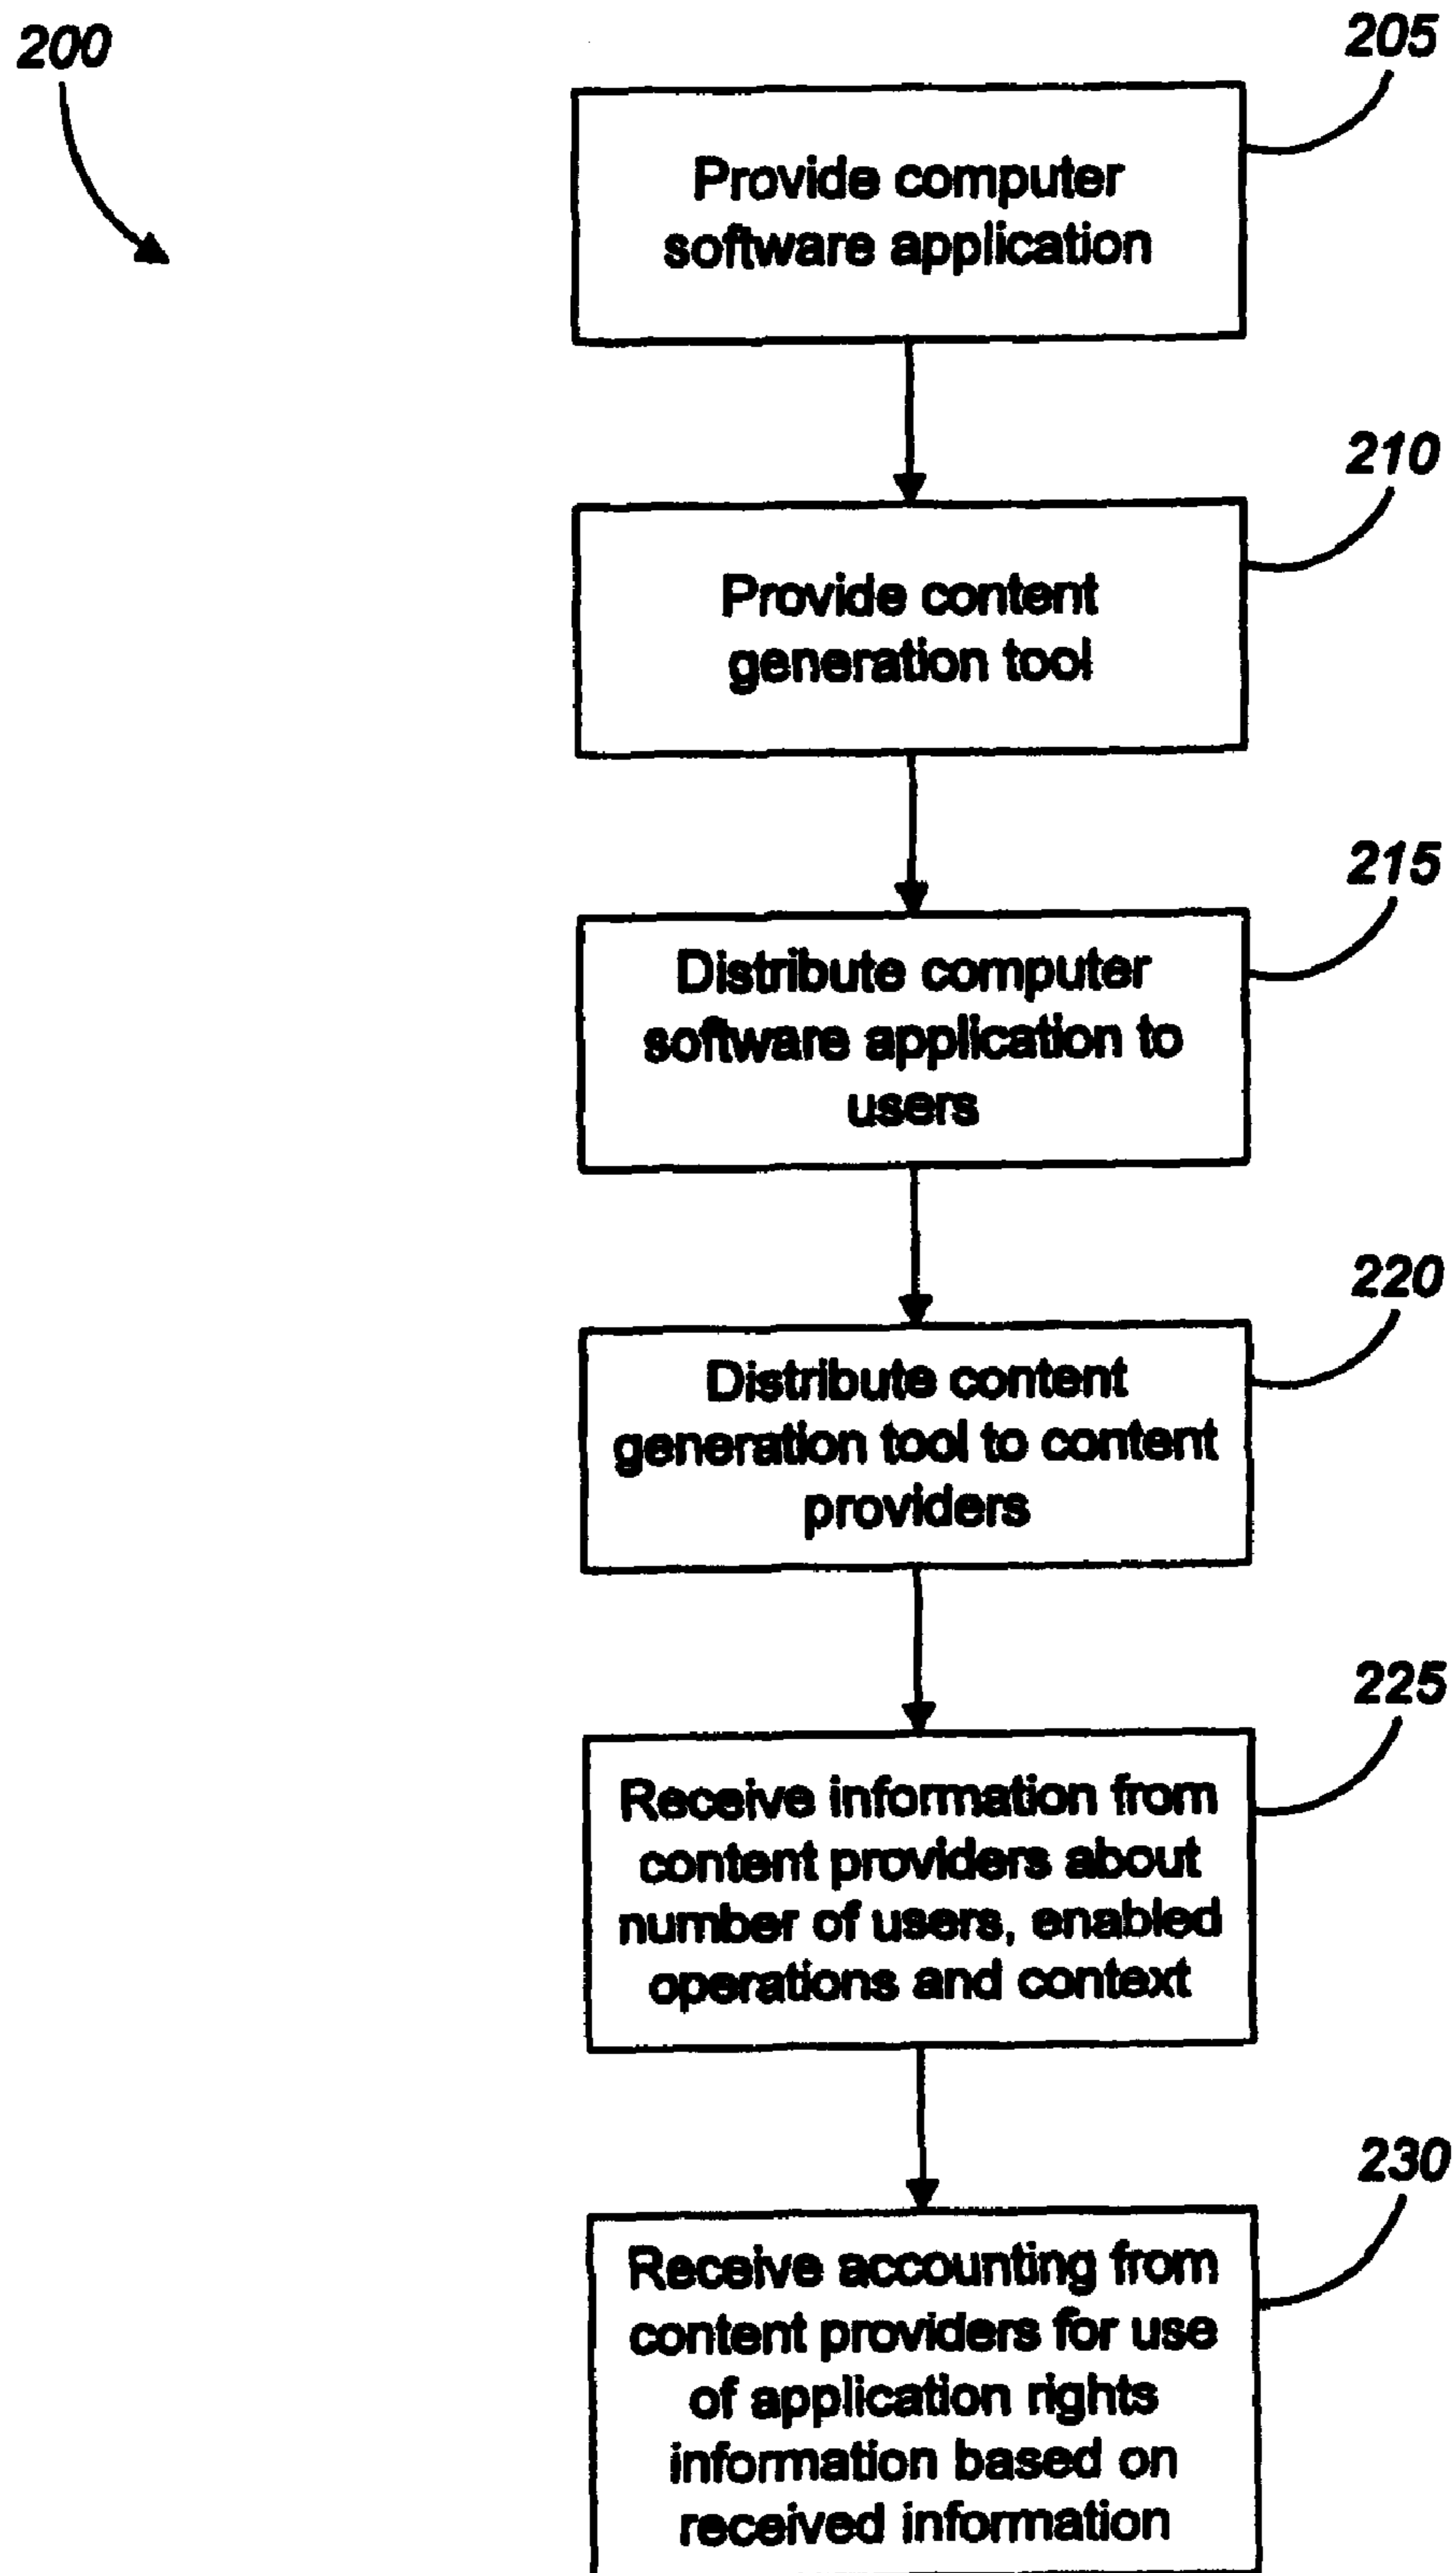 200
205
Provide computer
software application
210
Provide content
generation tool
215
Distribute computer
software application to
users
220
Distribute content
generation tool to content
providers
225
Receive information from
content providers about
number of users, enabled
operations and context
230
Receive accounting from
content providers for use
of application rights
information based on
received information